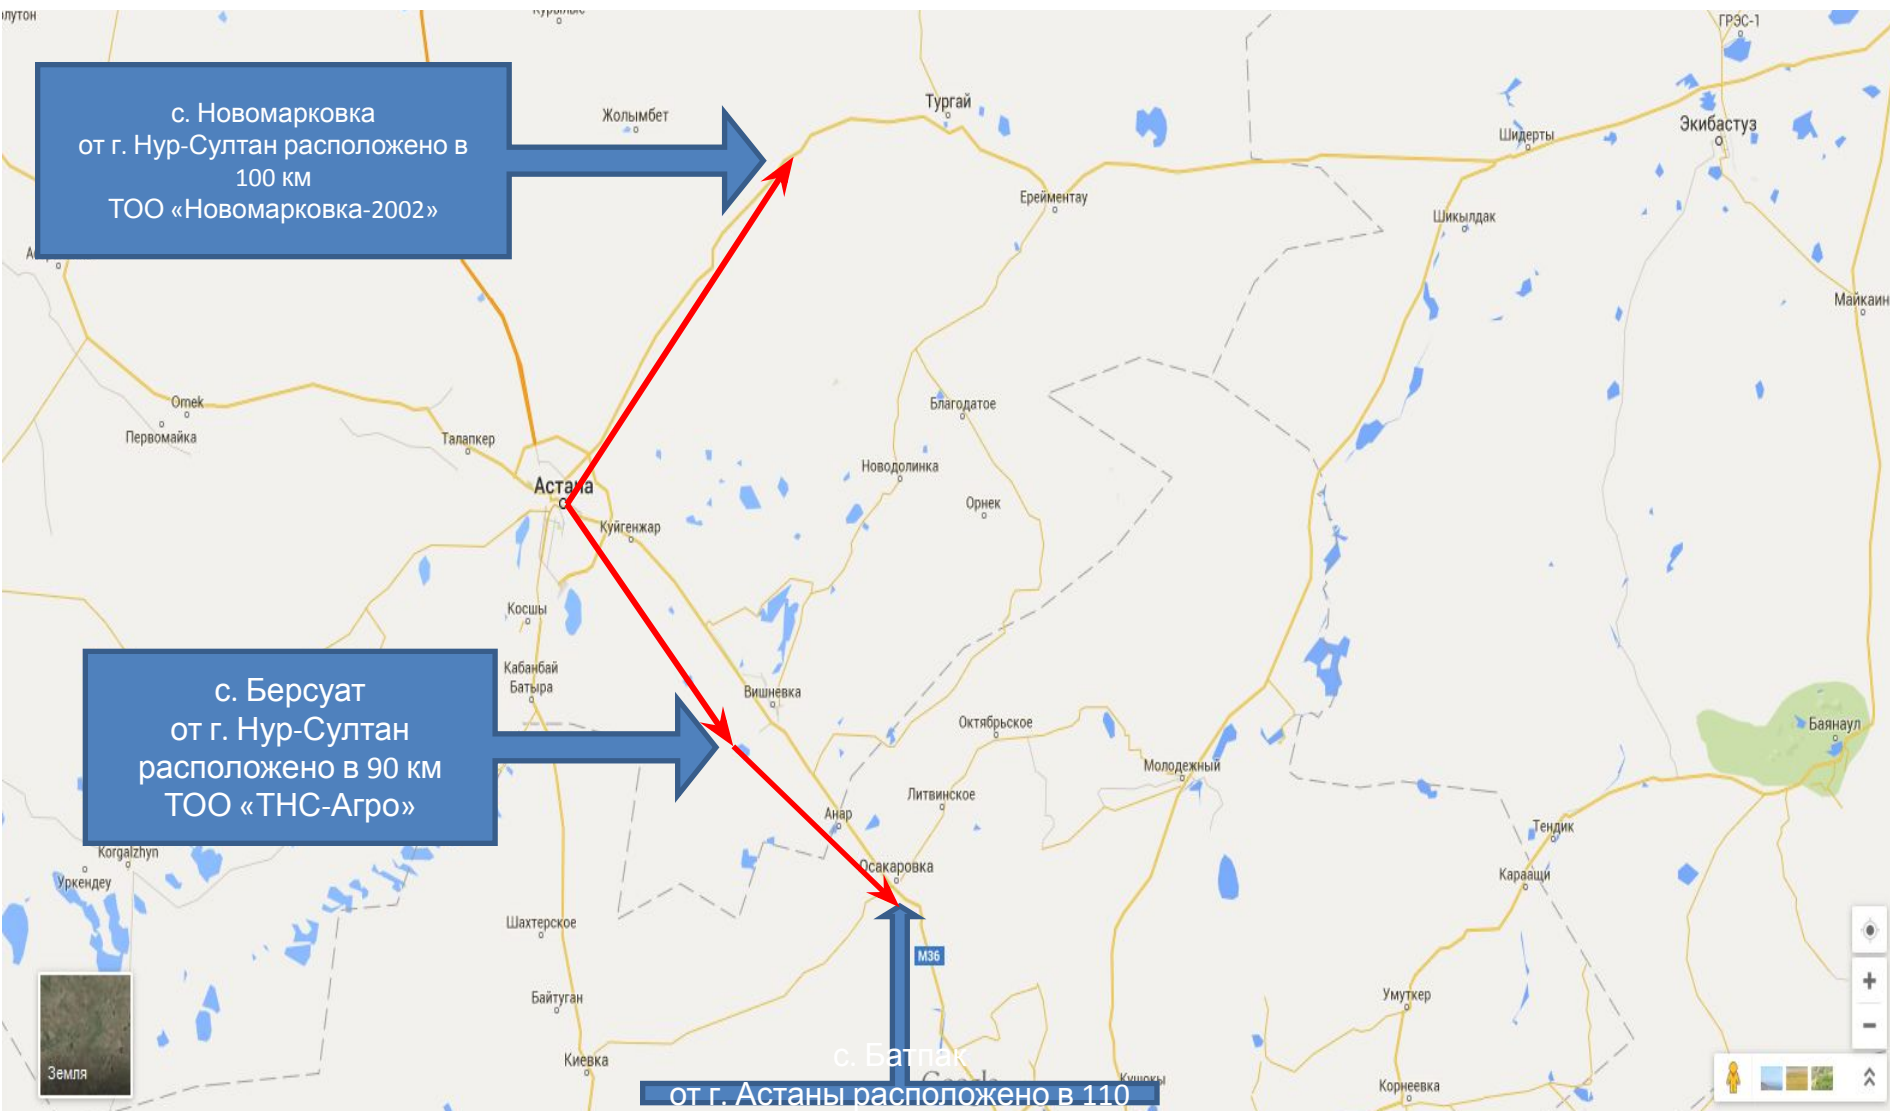 Курылыс
ГРЭС-1
с. Новомарковка
от г. Нур-Султан расположено в
100 км
ТОО «Новомарковка-2002»
Жолымбет
Тургай
Шидерты
Экибастуз
Ерейментау
Шикылдак
Майкаин
Omek
Первомайка
Талапкер
Благодатое
Новодолинка
Астана
Орнек
Куйгенжар
Косшы
Кабанбай
Батыра
Вишневка
с. Берсуат
от г. Нур-Султан
расположено в 90 км
ТОО «ТНС-Агро»
Октябрьское
Баянаул
Молодежный
Литвинское
Анар
Тендик
Korgalzhyn
Уркендеу
Осакаровка
Караащи
Шахтерское
M36
Байтуган
Умуткер
Земля
Киевка
с. Батпак
от г. Астаны расположено в 110
Google
Кушокы
Корнеевка